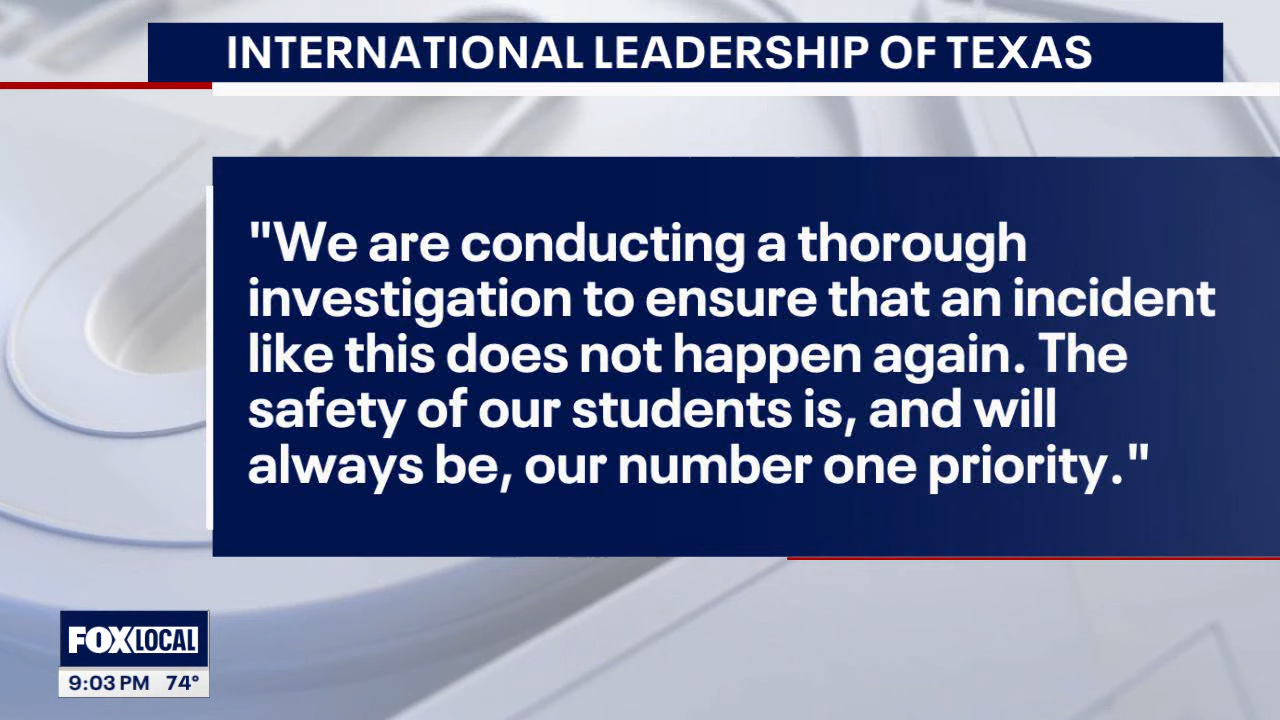 INTERNATIONAL LEADERSHIP OF TEXAS
"We are conducting a thorough
investigation to ensure that an incident
like this does not happen again. The
safety of our students is, and will
always be, our number one priority."
FOX LOCAL
9:03 PM 74°